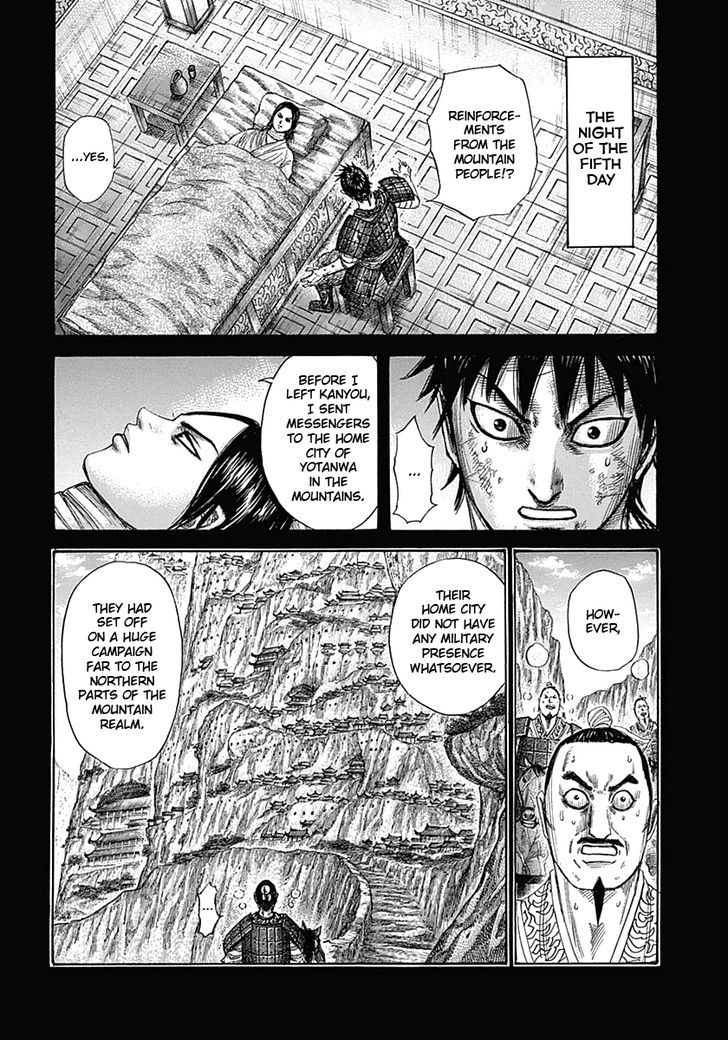 THE
NIGHT
OF THE
FIFTH
DAY
REINFORCE-
MENTS
FROM THE
MOUNTAIN
PEOPLE!?
...YES.
...
BEFORE I
LEFT KANYOU,
I SENT
MESSENGERS
TO THE HOME
CITY OF
YOTANWA
IN THE
MOUNTAINS.
HOW-
EVER,
THEIR
HOME CITY
DID NOT HAVE
ANY MILITARY
PRESENCE
WHATSOEVER.
THEY HAD
SET OFF
ON A HUGE
CAMPAIGN
FAR TO THE
NORTHERN
PARTS OF THE
MOUNTAIN
REALM.
...